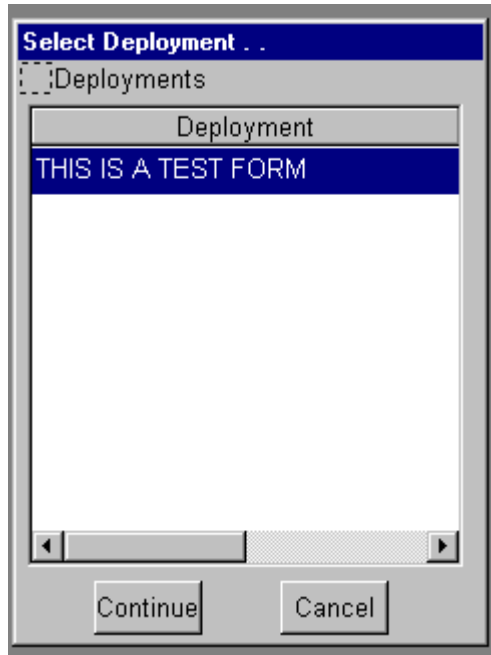 Select Deployment . .
Deployments
Deployment
THIS IS A TEST FORM
Continue
Cancel